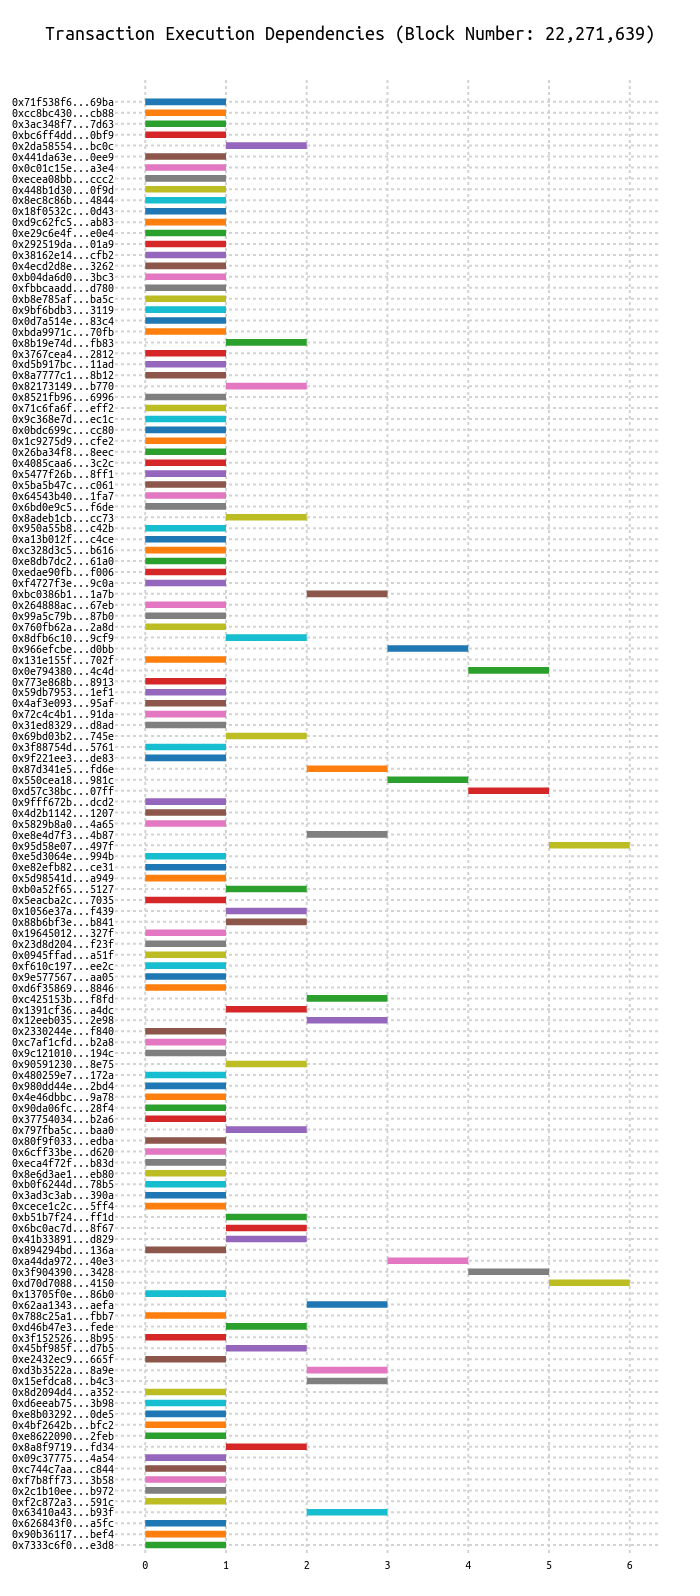 Transaction Execution Dependencies (Block Number: 22,271,639)
0x71f538f6...69ba
0xcc8bc430...cb88
0x3ac348f7...7d63
0xbc6ff4dd...0bf9
0x2da58554...bc0c
0x441da63e...0ee9
0x0c01c15e...a3e4
0xecea08bb...ccc2
0x448b1d30...0f9d
0x8ec8c86b...4844
0x18f0532c...0d43
0xd9c62fc5...ab83
0xe29c6e4f...e0e4
0x292519da...01a9
0x38162e14...cfb2
0x4ecd2d8e...3262
0xb04da6d0...3bc3
0xfbbcaadd...d780
0xb8e785af...ba5c
0x9bf6bdb3...3119
0x0d7a514e...83c4
0xbda9971c...70fb
0x8b19e74d...fb83
0x3767cea4...2812
0xd5b917bc...11ad
0x8a7777c1...8b12
0x82173149...b770
0x8521fb96...6996
0x71c6fa6f...eff2
0x9c368e7d...ec1c
0x0bdc699c...cc80
0x1c9275d9...cfe2
0x26ba34f8...8eec
0x4085caa6...3c2c
0x5477f26b...8ff1
0x5ba5b47c...c061
0x64543b40...1fa7
0x6bd0e9c5...f6de
0x8adeb1cb...cc73
0x950a55b8...c42b
0xa13b012f...c4ce
0xc328d3c5...b616
0xe8db7dc2...61a0
0xedae90fb...f006
0xf4727f3e...9c0a
0xbc0386b1...1a7b
0x264888ac...67eb
0x99a5c79b...87b0
0x760fb62a...2a8d
0x8dfb6c10...9cf9
0x966efcbe...d0bb
0x131e155f...702f
0x0e794380...4c4d
0x773e868b...8913
0x59db7953...1ef1
0x4af3e093...95af
0x72c4c4b1...91da
0x31ed8329...d8ad
0x69bd03b2...745e
0x3f88754d...5761
0x9f221ee3...de83
0x87d341e5...fd6e
0x550cea18...981c
0xd57c38bc...07ff
0x9fff672b...dcd2
0x4d2b1142...1207
0x5829b8a0...4a65
0xe8e4d7f3...4b87
0x95d58e07...497f
0xe5d3064e...994b
0xe82efb82...ce31
0x5d98541d...a949
0xb0a52f65...5127
0x5eacba2c...7035
0x1056e37a...f439
0x88b6bf3e...b841
0x19645012...327f
0x23d8d204...f23f
0x0945ffad...a51f
0xf610c197...ee2c
0x9e577567...aa05
0xd6f35869...8846
0xc425153b...f8fd
0x1391cf36...a4dc
0x12eeb035...2e98
0x2330244e...f840
0xc7af1cfd...b2a8
0x9c121010...194c
0x90591230...8e75
0x480259e7...172a
0x980dd44e...2bd4
0x4e46dbbc...9a78
0x90da06fc...28f4
0x37754034...b2a6
0x797fba5c...baa0
0x80f9f033...edba
0x6cff33be...d620
0xeca4f72f...b83d
0x8e6d3ae1...eb80
0xb0f6244d...78b5
0x3ad3c3ab...390a
0xcece1c2c...5ff4
0xb51b7f24...ff1d
0x6bc0ac7d...8f67
0x41b33891...d829
0x894294bd...136a
0xa44da972...40e3
0x3f904390...3428
0xd70d7088...4150
0x13705f0e...86b0
0x62aa1343...aefa
0x788c25a1...fbb7
0xd46b47e3...fede
0x3f152526...8b95
0x45bf985f...d7b5
0xe2432ec9...665f
0xd3b3522a...8a9e
0x15efdca8...b4c3
0x8d2094d4...a352
0xd6eeab75...3b98
0xe8b03292...0de5
0x4bf2642b...bfc2
0xe8622090...2feb
0x8a8f9719...fd34
0x09c37775...4a54
0xc744c7aa...c844
0xf7b8ff73...3b58
0x2c1b10ee...b972
0xf2c872a3...591c
0x63410a43...b93f
0x626843f0...a5fc
0x90b36117...bef4
0x7333c6f0...e3d8
0 1 2 3 4 5 6